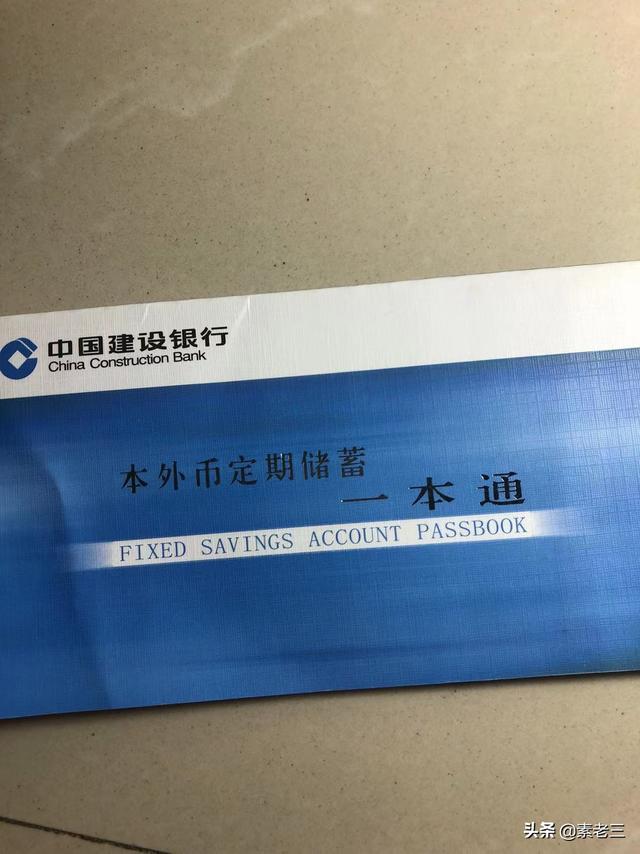 中国建设银行
China Construction Bank
本外币定期储蓄
一本通
FIXED SAVINGS ACCOUNT PASSBOOK
头条 @素老三